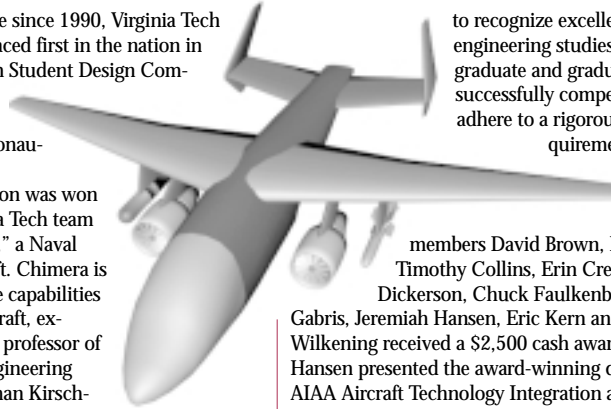 e since 1990, Virginia Tech
ced first in the nation in
n Student Design Com-
onau-
on was won
a Tech team
," a Naval
ft. Chimera is
e capabilities
raft, ex-
professor of
gineering
nan Kirsch-
to recognize excelle
engineering studies
graduate and gradu
successfully compe
adhere to a rigorou
quireme
members David Brown,
Timothy Collins, Erin Cre
Dickerson, Chuck Faulkenb
Gabris, Jeremiah Hansen, Eric Kern an
Wilkening received a $2,500 cash awar
Hansen presented the award-winning d
AIAA Aircraft Technology Integration a